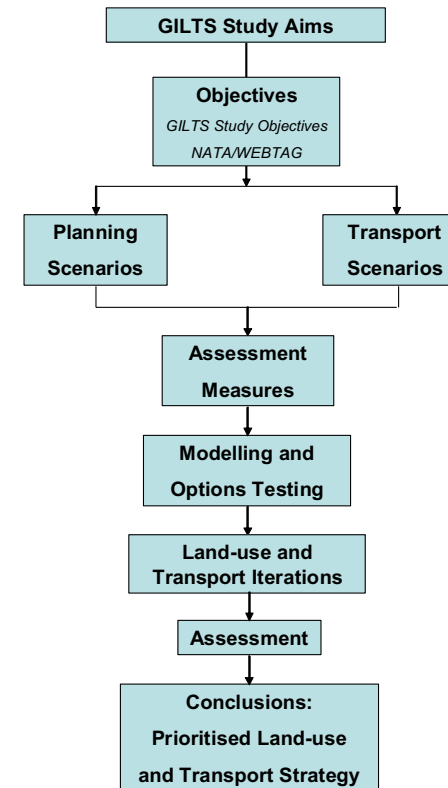 GILTS Study Aims
Objectives
GILTS Study Objectives
NATA/WEBTAG
Planning
Scenarios
Transport
Scenarios
Assessment
Measures
Modelling and
Options Testing
Land-use and
Transport Iterations
Assessment
Conclusions:
Prioritised Land-use
and Transport Strategy